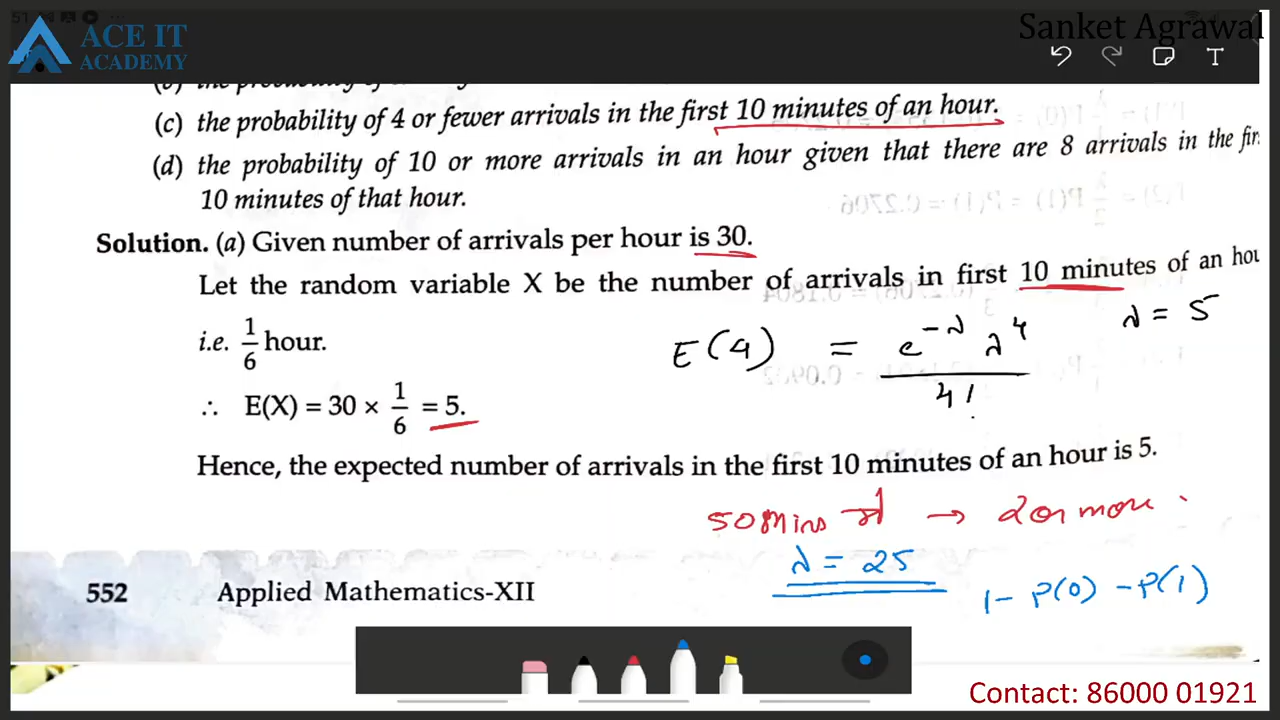 Sanket Agrawal
ACE IT
ACADEMY
(c) the probability of 4 or fewer arrivals in the first 10 minutes of an hour.
(d) the probability of 10 or more arrivals in an hour given that there are 8 arrivals in the fir
10 minutes of that hour.
Solution. (a) Given number of arrivals per hour is 30.
Let the random variable X be the number of arrivals in first 10 minutes of an hou
i.e. 1/6 hour.
E(4) = e^-λ λ^4 / 4!
λ = 5
∴ E(X) = 30 × 1/6 = 5.
Hence, the expected number of arrivals in the first 10 minutes of an hour is 5.
50 Mins → 2 or more
λ = 25
1 - P(0) - P(1)
552 Applied Mathematics-XII
T
Contact: 86000 01921